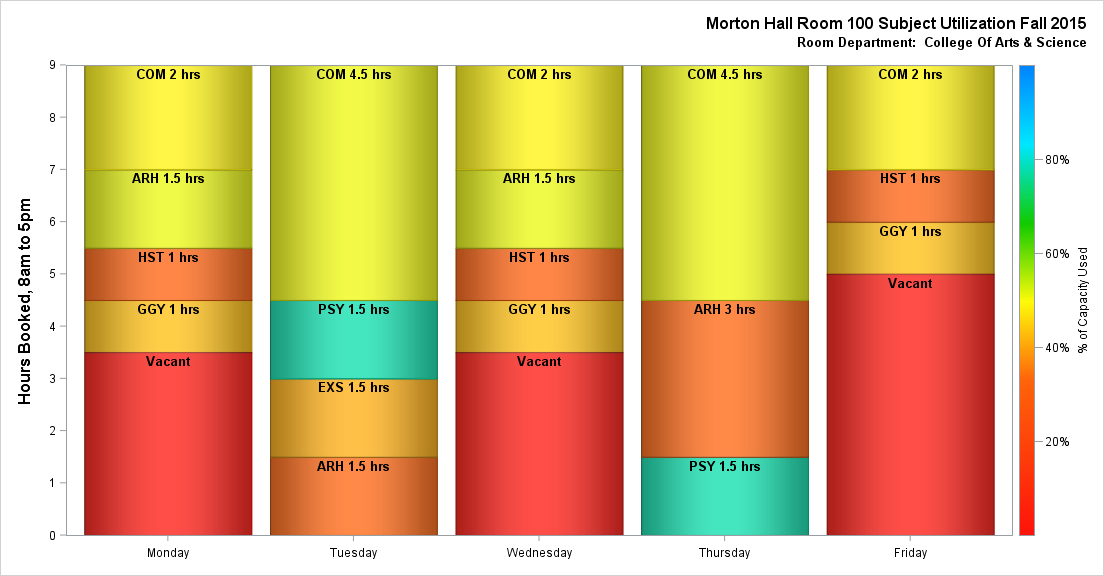 Morton Hall Room 100 Subject Utilization Fall 2015
Room Department:  College Of Arts & Science
Hours Booked, 8am to 5pm
9
8
7
6
5
4
3
2
1
0
COM 2 hrs
ARH 1.5 hrs
HST 1 hrs
GGY 1 hrs
Vacant
COM 4.5 hrs
PSY 1.5 hrs
EXS 1.5 hrs
ARH 1.5 hrs
COM 2 hrs
ARH 1.5 hrs
HST 1 hrs
GGY 1 hrs
Vacant
COM 4.5 hrs
ARH 3 hrs
PSY 1.5 hrs
COM 2 hrs
HST 1 hrs
GGY 1 hrs
Vacant
Monday
Tuesday
Wednesday
Thursday
Friday
80%
60%
40%
20%
% of Capacity Used